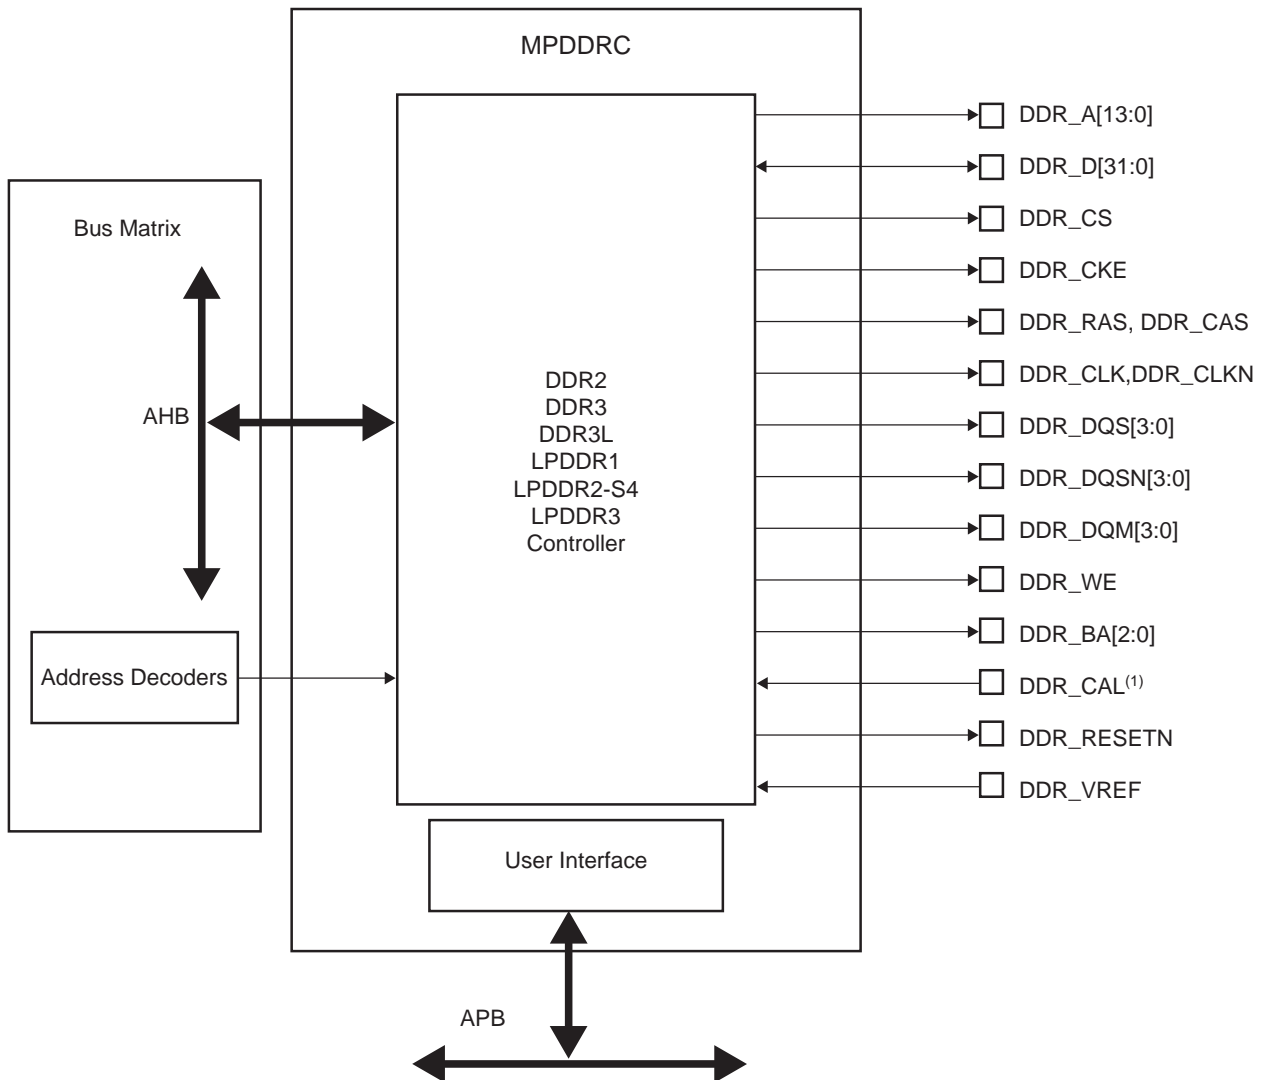 MPDDRC
Bus Matrix
AHB
Address Decoders
DDR2
DDR3
DDR3L
LPDDR1
LPDDR2-S4
LPDDR3
Controller
User Interface
APB
DDR_A[13:0]
DDR_D[31:0]
DDR_CS
DDR_CKE
DDR_RAS, DDR_CAS
DDR_CLK,DDR_CLKN
DDR_DQS[3:0]
DDR_DQSN[3:0]
DDR_DQM[3:0]
DDR_WE
DDR_BA[2:0]
DDR_CAL(1)
DDR_RESETN
DDR_VREF